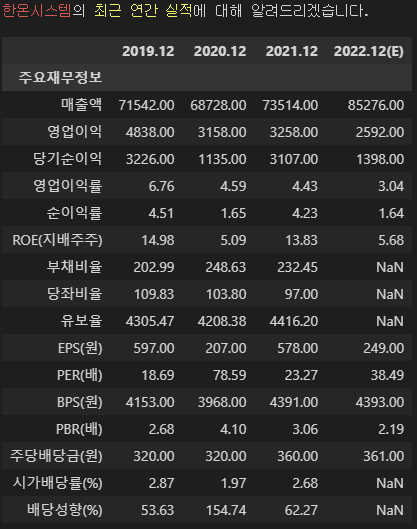 한온시스템의 최근 연간 실적에 대해 알려드리겠습니다.
2019.12 2020.12 2021.12 2022.12(E)
주요재무정보
매출액 71542.00 68728.00 73514.00 85276.00
영업이익 4838.00 3158.00 3258.00 2592.00
당기순이익 3226.00 1135.00 3107.00 1398.00
영업이익률 6.76 4.59 4.43 3.04
순이익률 4.51 1.65 4.23 1.64
ROE(지배주주) 14.98 5.09 13.83 5.68
부채비율 202.99 248.63 232.45 NaN
당좌비율 109.83 103.80 97.00 NaN
유보율 4305.47 4208.38 4416.20 NaN
EPS(원) 597.00 207.00 578.00 249.00
PER(배) 18.69 78.59 23.27 38.49
BPS(원) 4153.00 3968.00 4391.00 4393.00
PBR(배) 2.68 4.10 3.06 2.19
주당배당금(원) 320.00 320.00 360.00 361.00
시가배당률(%) 2.87 1.97 2.68 NaN
배당성향(%) 53.63 154.74 62.27 NaN